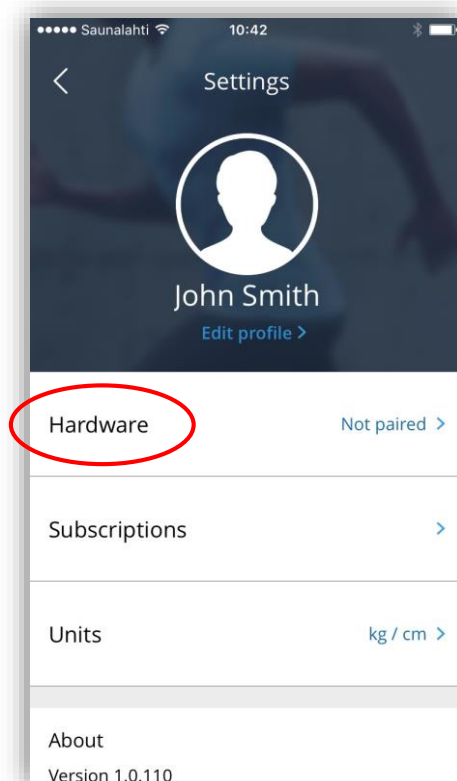 Saunalahti 10:42
Settings
John Smith
Edit profile >
Hardware Not paired >
Subscriptions >
Units kg / cm >
About
Version 1.0.110